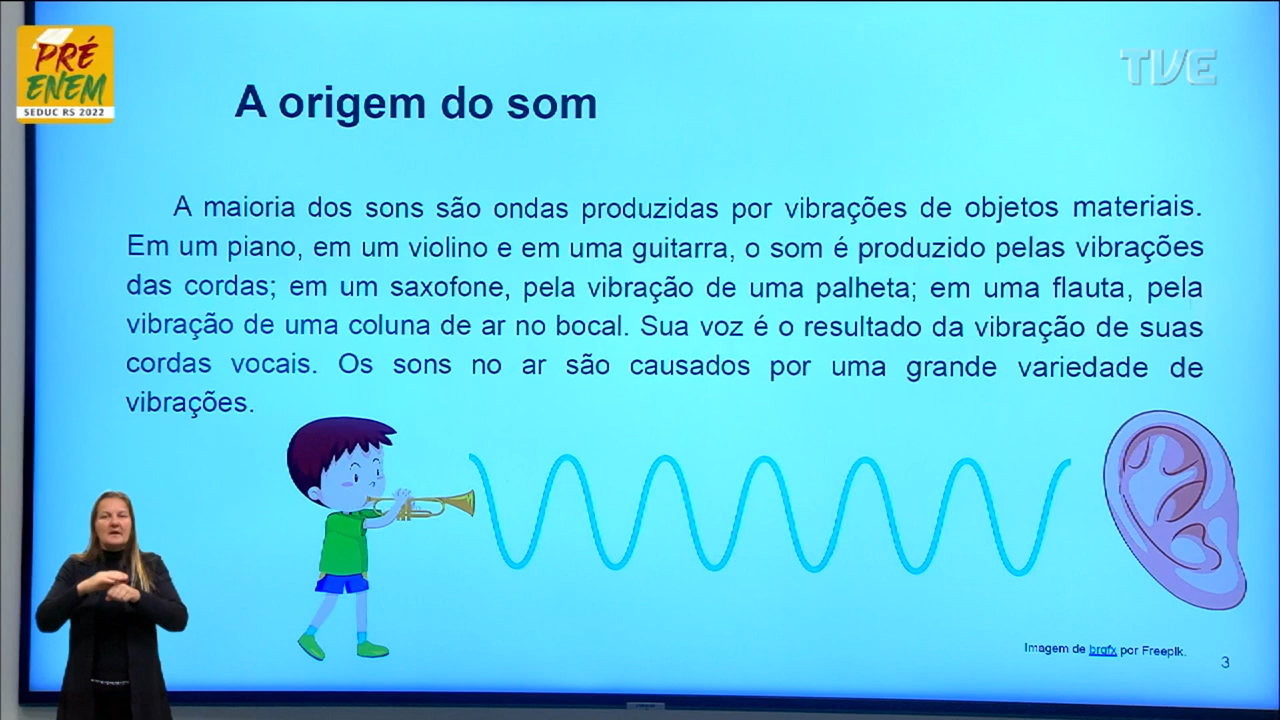 PRÉ
ENEM
SEDUC RS 2022
TVE
A origem do som
A maioria dos sons são ondas produzidas por vibrações de objetos materiais.
Em um piano, em um violino e em uma guitarra, o som é produzido pelas vibrações
das cordas; em um saxofone, pela vibração de uma palheta; em uma flauta, pela
vibração de uma coluna de ar no bocal. Sua voz é o resultado da vibração de suas
cordas vocais. Os sons no ar são causados por uma grande variedade de
vibrações.
Imagem de brgfx por Freepik.
3